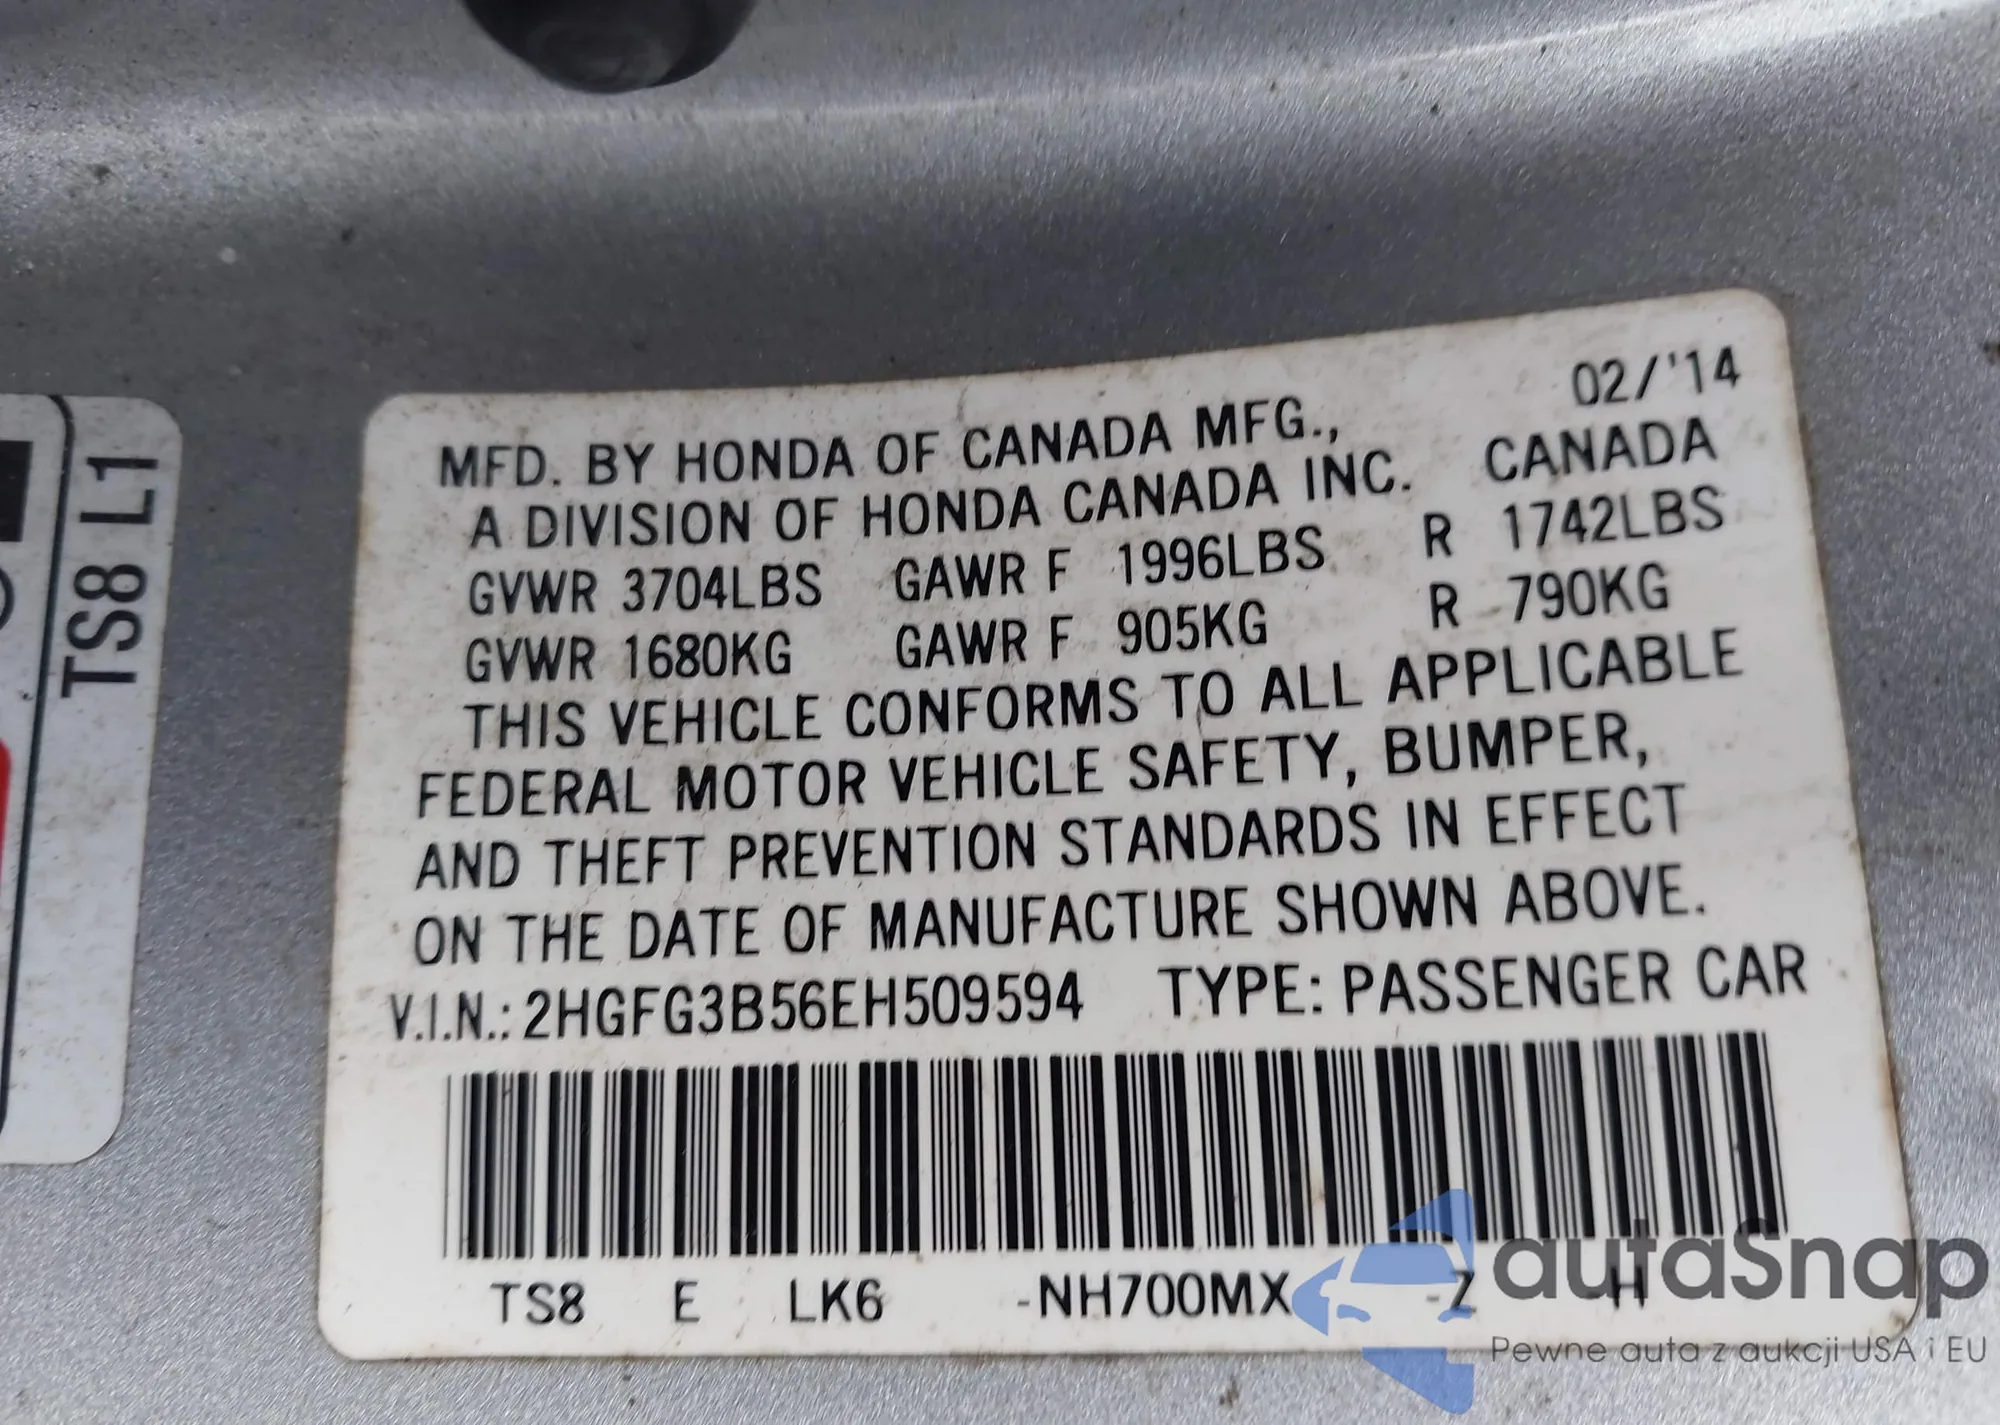 TS8 L1
02/'14
MFD. BY HONDA OF CANADA MFG.,
A DIVISION OF HONDA CANADA INC. CANADA
GVWR 3704LBS GAWR F 1996LBS R 1742LBS
GVWR 1680KG GAWR F 905KG R 790KG
THIS VEHICLE CONFORMS TO ALL APPLICABLE
FEDERAL MOTOR VEHICLE SAFETY, BUMPER,
AND THEFT PREVENTION STANDARDS IN EFFECT
ON THE DATE OF MANUFACTURE SHOWN ABOVE.
V.I.N.: 2HGFG3B56EH509594 TYPE: PASSENGER CAR
TS8 E LK6 -NH700MX -Z -H
autaSnap
Pewne auta z aukcji USA i EU